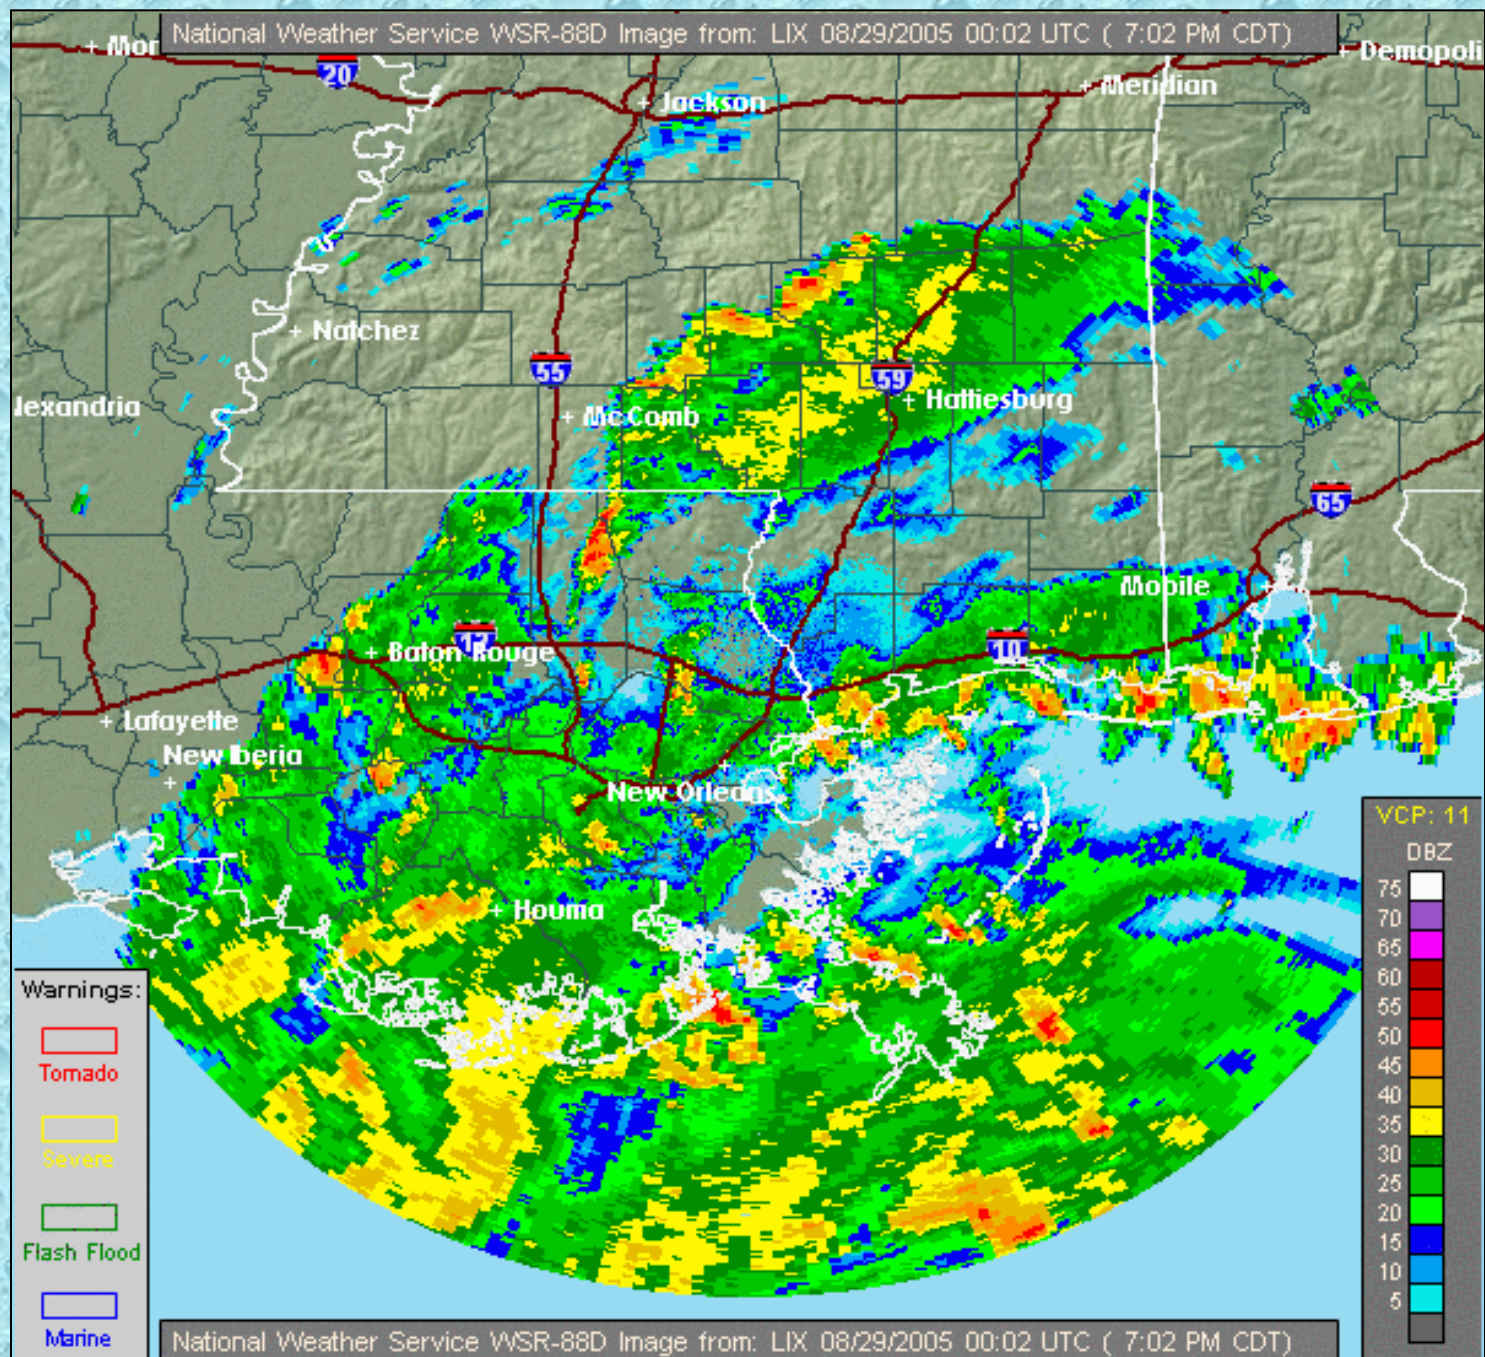 National Weather Service WSR-88D Image from: LIX 08/29/2005 00:02 UTC ( 7:02 PM CDT)
Mor
Demopoli
20
Meridian
Jackson
Natchez
55
59
lexandria
Hattiesburg
McComb
65
Mobile
12
10
Baton Rouge
Lafayette
New Iberia
New Orleans
VCP: 11
DBZ
75
70
65
60
55
50
45
40
35
30
25
20
15
10
5
Houma
Warnings:
Tornado
Severe
Flash Flood
Marine
National Weather Service WSR-88D Image from: LIX 08/29/2005 00:02 UTC ( 7:02 PM CDT)